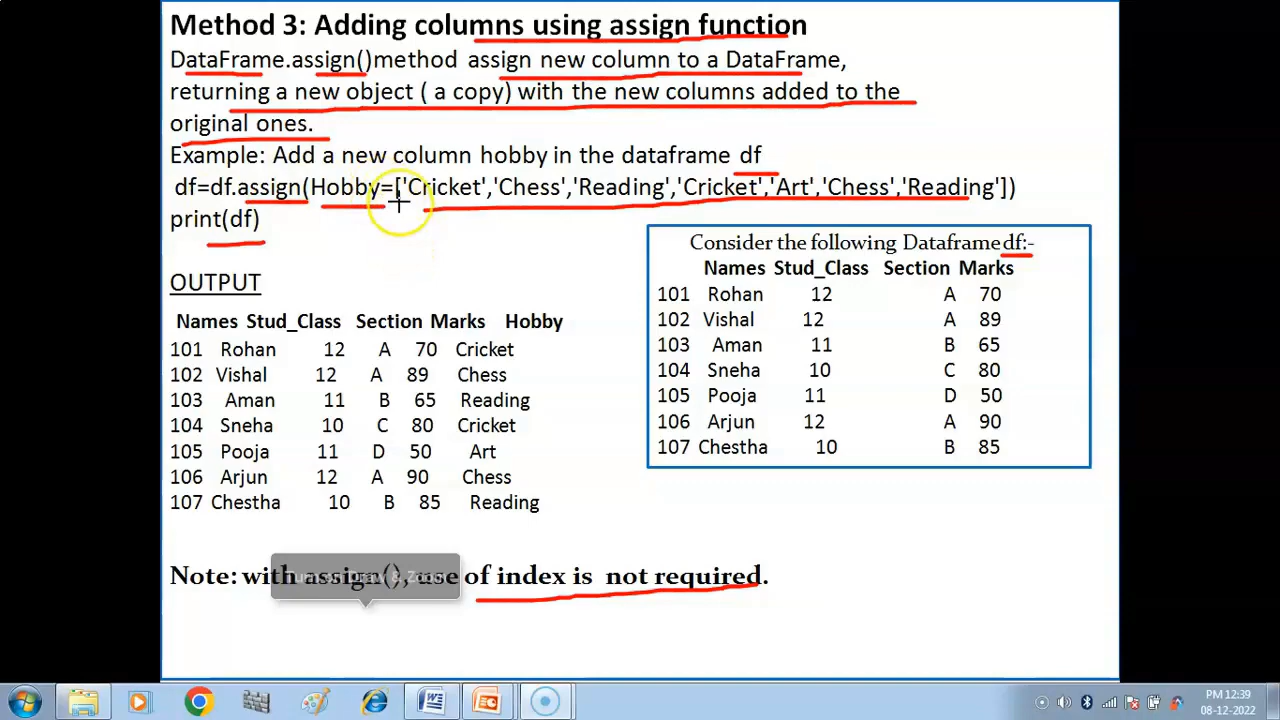 Method 3: Adding columns using assign function
DataFrame.assign()method assign new column to a DataFrame,
returning a new object ( a copy) with the new columns added to the
original ones.
Example: Add a new column hobby in the dataframe df
df=df.assign(Hobby=['Cricket','Chess','Reading','Cricket','Art','Chess','Reading'])
print(df)
Consider the following Dataframe df:-
Names Stud_Class Section Marks
101 Rohan 12 A 70
102 Vishal 12 A 89
103 Aman 11 B 65
104 Sneha 10 C 80
105 Pooja 11 D 50
106 Arjun 12 A 90
107 Chestha 10 B 85
OUTPUT
Names Stud_Class Section Marks Hobby
101 Rohan 12 A 70 Cricket
102 Vishal 12 A 89 Chess
103 Aman 11 B 65 Reading
104 Sneha 10 C 80 Cricket
105 Pooja 11 D 50 Art
106 Arjun 12 A 90 Chess
107 Chestha 10 B 85 Reading
Note: with assign(), use of index is not required.
Turn on Draw & Zoom
PM 12:39
08-12-2022